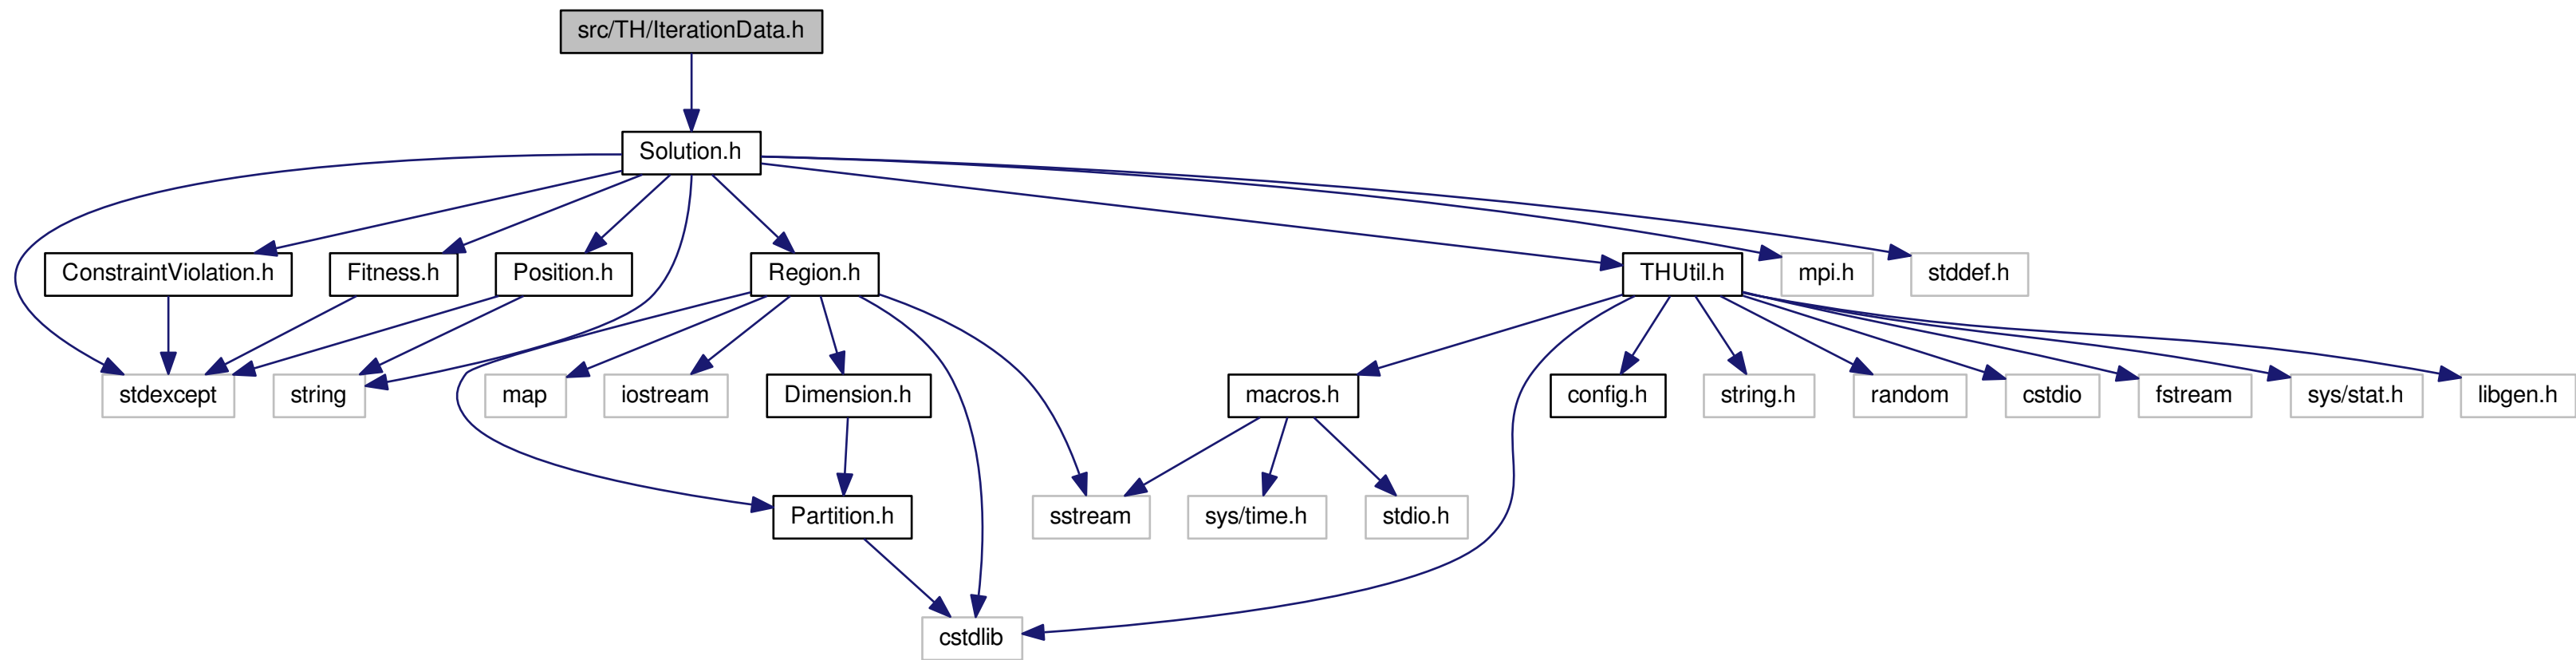 src/TH/IterationData.h
Solution.h
ConstraintViolation.h
Fitness.h
Position.h
Region.h
THUtil.h
mpi.h
stddef.h
stdexcept
string
map
iostream
Dimension.h
macros.h
config.h
string.h
random
cstdio
fstream
sys/stat.h
libgen.h
Partition.h
sstream
sys/time.h
stdio.h
cstdlib